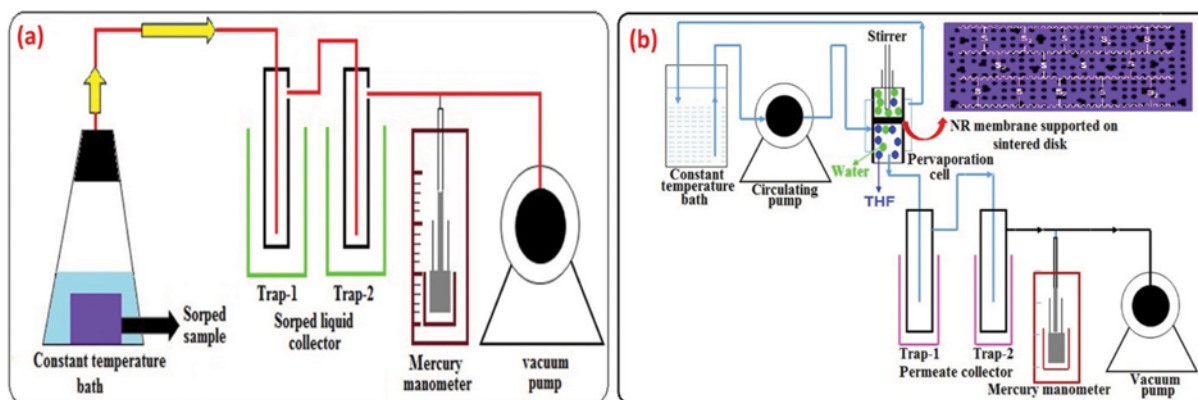 (a)
Trap-1
Trap-2
Sorped liquid
collector
Sorped
sample
Constant temperature
bath
Mercury
manometer
vacuum
pump
(b)
Stirrer
NR membrane supported on
sintered disk
Pervaporation
cell
Water
THF
Constant
temperature
bath
Circulating
pump
Trap-1
Trap-2
Permeate collector
Mercury manometer
Vacuum
pump